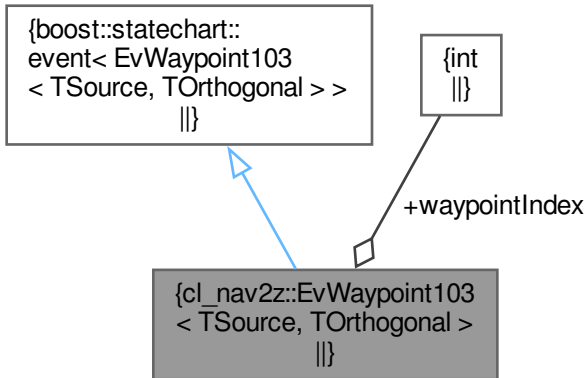 {boost::statechart::
event< EvWaypoint103
< TSource, TOrthogonal > >
||}
{int
||}
+waypointIndex
{cl_nav2z::EvWaypoint103
< TSource, TOrthogonal >
||}